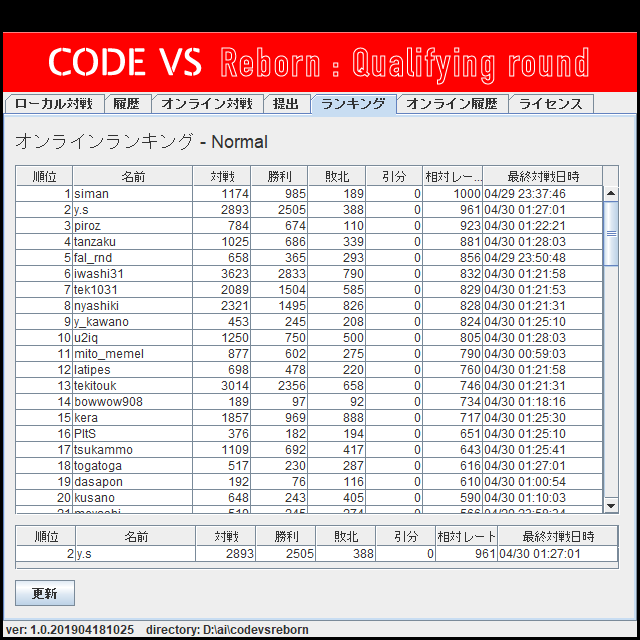 CODE VS Reborn : Qualifying round
ローカル対戦 履歴 オンライン対戦 提出 ランキング オンライン履歴 ライセンス
オンラインランキング - Normal
順位 名前 対戦 勝利 敗北 引分 相対レー... 最終対戦日時
1 siman 1174 985 189 0 1000 04/29 23:37:46
2 y.s 2893 2505 388 0 961 04/30 01:27:01
3 piroz 784 674 110 0 923 04/30 01:22:21
4 tanzaku 1025 686 339 0 881 04/30 01:28:03
5 fal_rnd 658 365 293 0 856 04/29 23:50:48
6 iwashi31 3623 2833 790 0 832 04/30 01:21:58
7 tek1031 2089 1504 585 0 829 04/30 01:21:53
8 nyashiki 2321 1495 826 0 828 04/30 01:21:31
9 y_kawano 453 245 208 0 824 04/30 01:25:10
10 u2iq 1250 750 500 0 805 04/30 01:28:03
11 mito_memel 877 602 275 0 790 04/30 00:59:03
12 latipes 698 478 220 0 760 04/30 01:21:58
13 tekitouk 3014 2356 658 0 746 04/30 01:21:31
14 bowwow908 189 97 92 0 734 04/30 01:18:16
15 kera 1857 969 888 0 717 04/30 01:25:30
16 PltS 376 182 194 0 651 04/30 01:25:10
17 tsukammo 1109 692 417 0 643 04/30 01:25:41
18 togatoga 517 230 287 0 616 04/30 01:27:01
19 dasapon 192 76 116 0 610 04/30 01:00:54
20 kusano 648 243 405 0 590 04/30 01:10:03
順位 名前 対戦 勝利 敗北 引分 相対レート 最終対戦日時
2 y.s 2893 2505 388 0 961 04/30 01:27:01
更新
ver: 1.0.201904181025 directory: D:\ai\codevsreborn